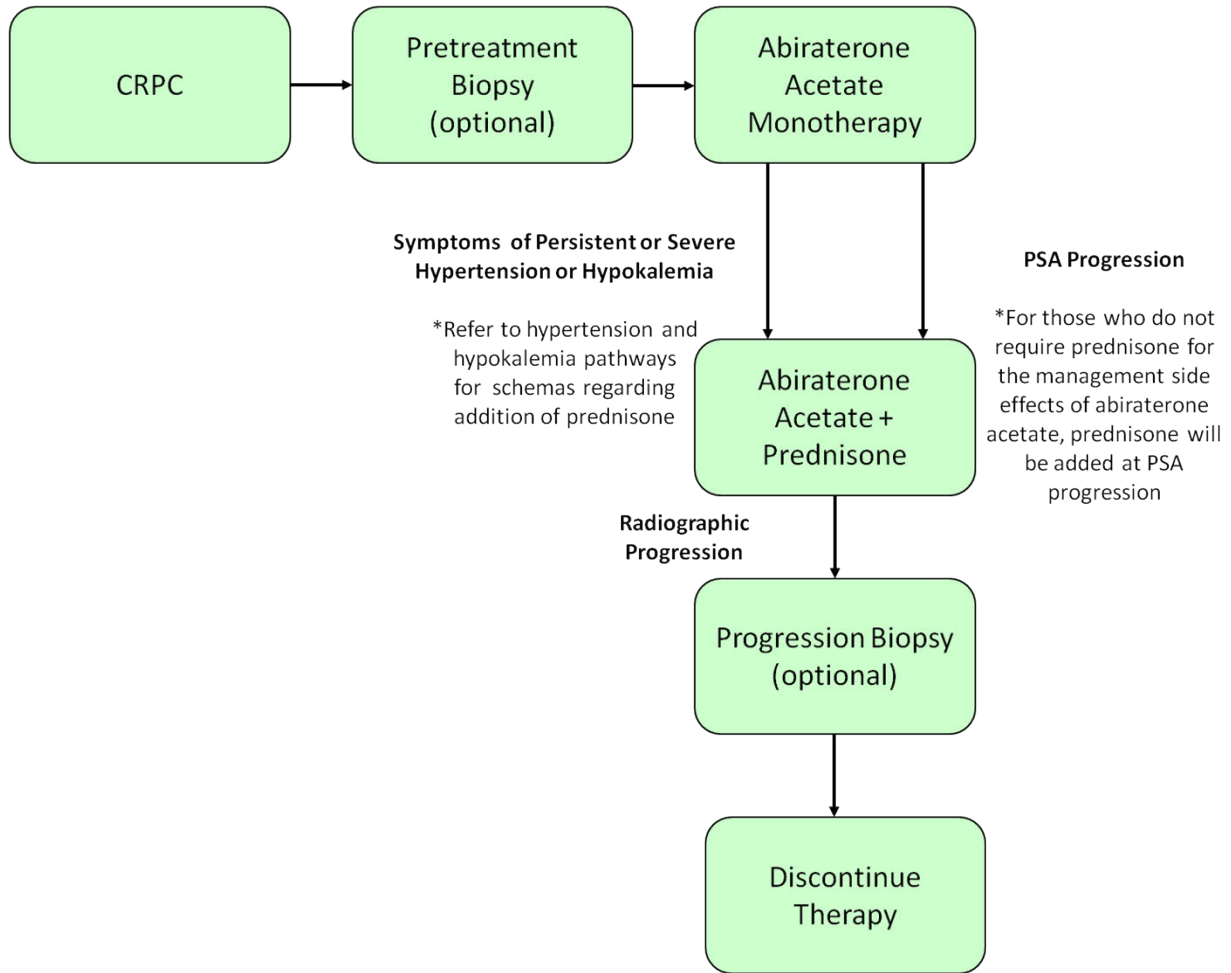 CRPC
Pretreatment
Biopsy
(optional)
Abiraterone
Acetate
Monotherapy
Symptoms of Persistent or Severe
Hypertension or Hypokalemia
*Refer to hypertension and
hypokalemia pathways
for schemas regarding
addition of prednisone
PSA Progression
*For those who do not
require prednisone for
the management side
effects of abiraterone
acetate, prednisone will
be added at PSA
progression
Abiraterone
Acetate +
Prednisone
Radiographic
Progression
Progression Biopsy
(optional)
Discontinue
Therapy